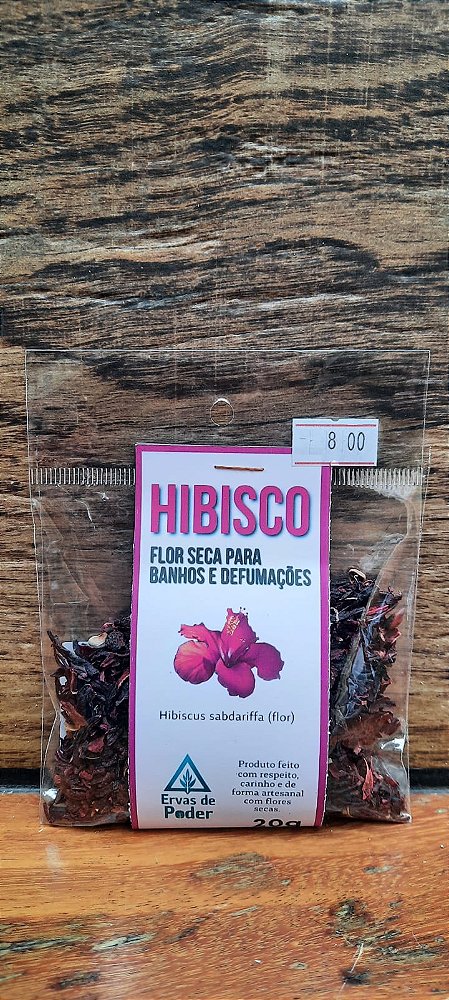 8 00
HIBISCO
FLOR SECA PARA
BANHOS E DEFUMAÇÕES
Hibiscus sabdariffa (flor)
Ervas de
Poder
Produto feito
com respeito,
carinho e de
forma artesanal
com flores
secas.
20g